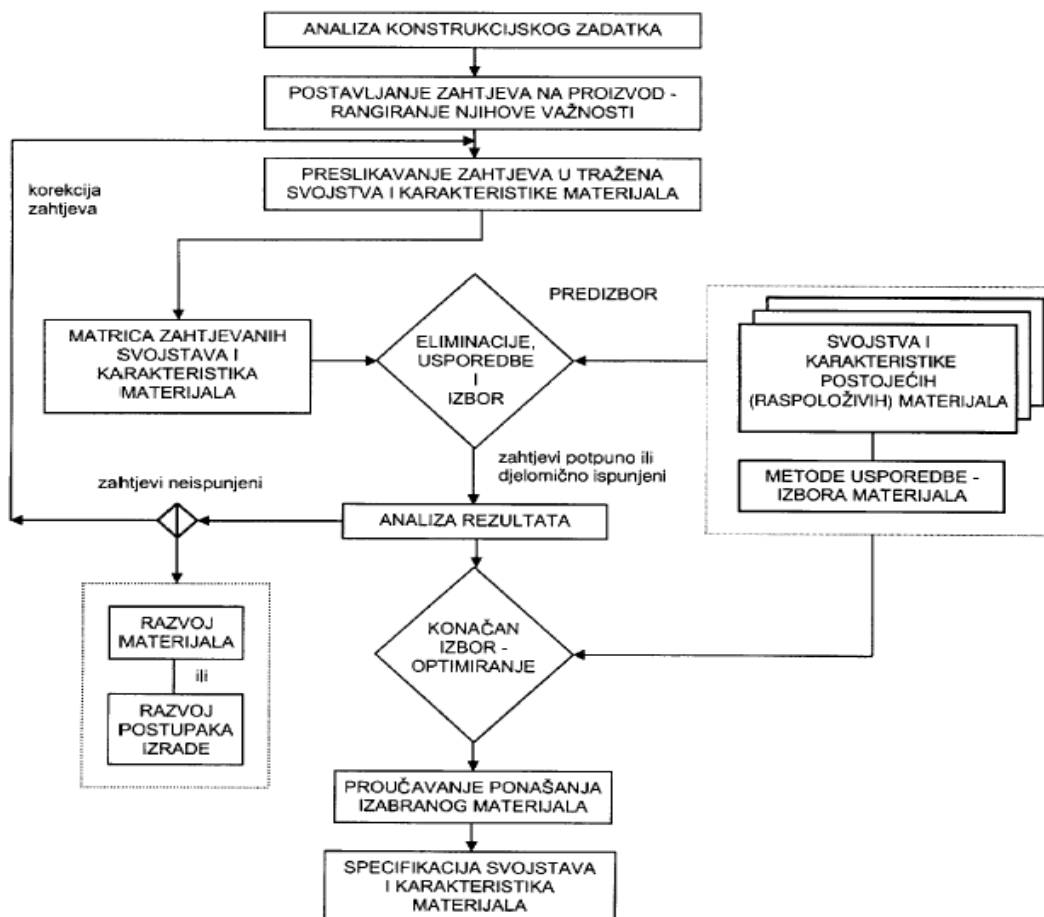 ANALIZA KONSTRUKCIJSKOG ZADATKA
POSTAVLJANJE ZAHTJEVA NA PROIZVOD -
RANGIRANJE NJIHOVE VAŽNOSTI
PRESLIKAVANJE ZAHTJEVA U TRAŽENA
SVOJSTVA I KARAKTERISTIKE MATERIJALA
korekcija
zahtjeva
PREDIZBOR
MATRICA ZAHTJEVANIH
SVOJSTAVA I
KARAKTERISTIKA
MATERIJALA
ELIMINACIJE,
USPOREDBE
I
IZBOR
SVOJSTVA I
KARAKTERISTIKE
POSTOJEĆIH
(RASPOLOŽIVIH) MATERIJALA
METODE USPOREDBE -
IZBORA MATERIJALA
zahtjevi potpuno ili
djelomično ispunjeni
zahtjevi neispunjeni
ANALIZA REZULTATA
RAZVOJ
MATERIJALA
ili
RAZVOJ
POSTUPAKA
IZRADE
KONAČAN
IZBOR -
OPTIMIRANJE
PROUČAVANJE PONAŠANJA
IZABRANOG MATERIJALA
SPECIFIKACIJA SVOJSTAVA
I KARAKTERISTIKA
MATERIJALA